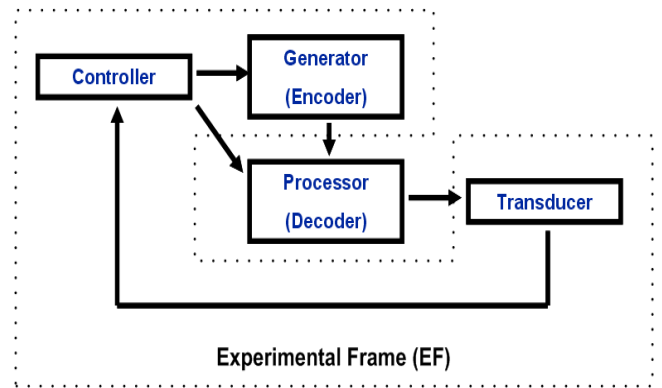 Controller
Generator
(Encoder)
Processor
(Decoder)
Transducer
Experimental Frame (EF)